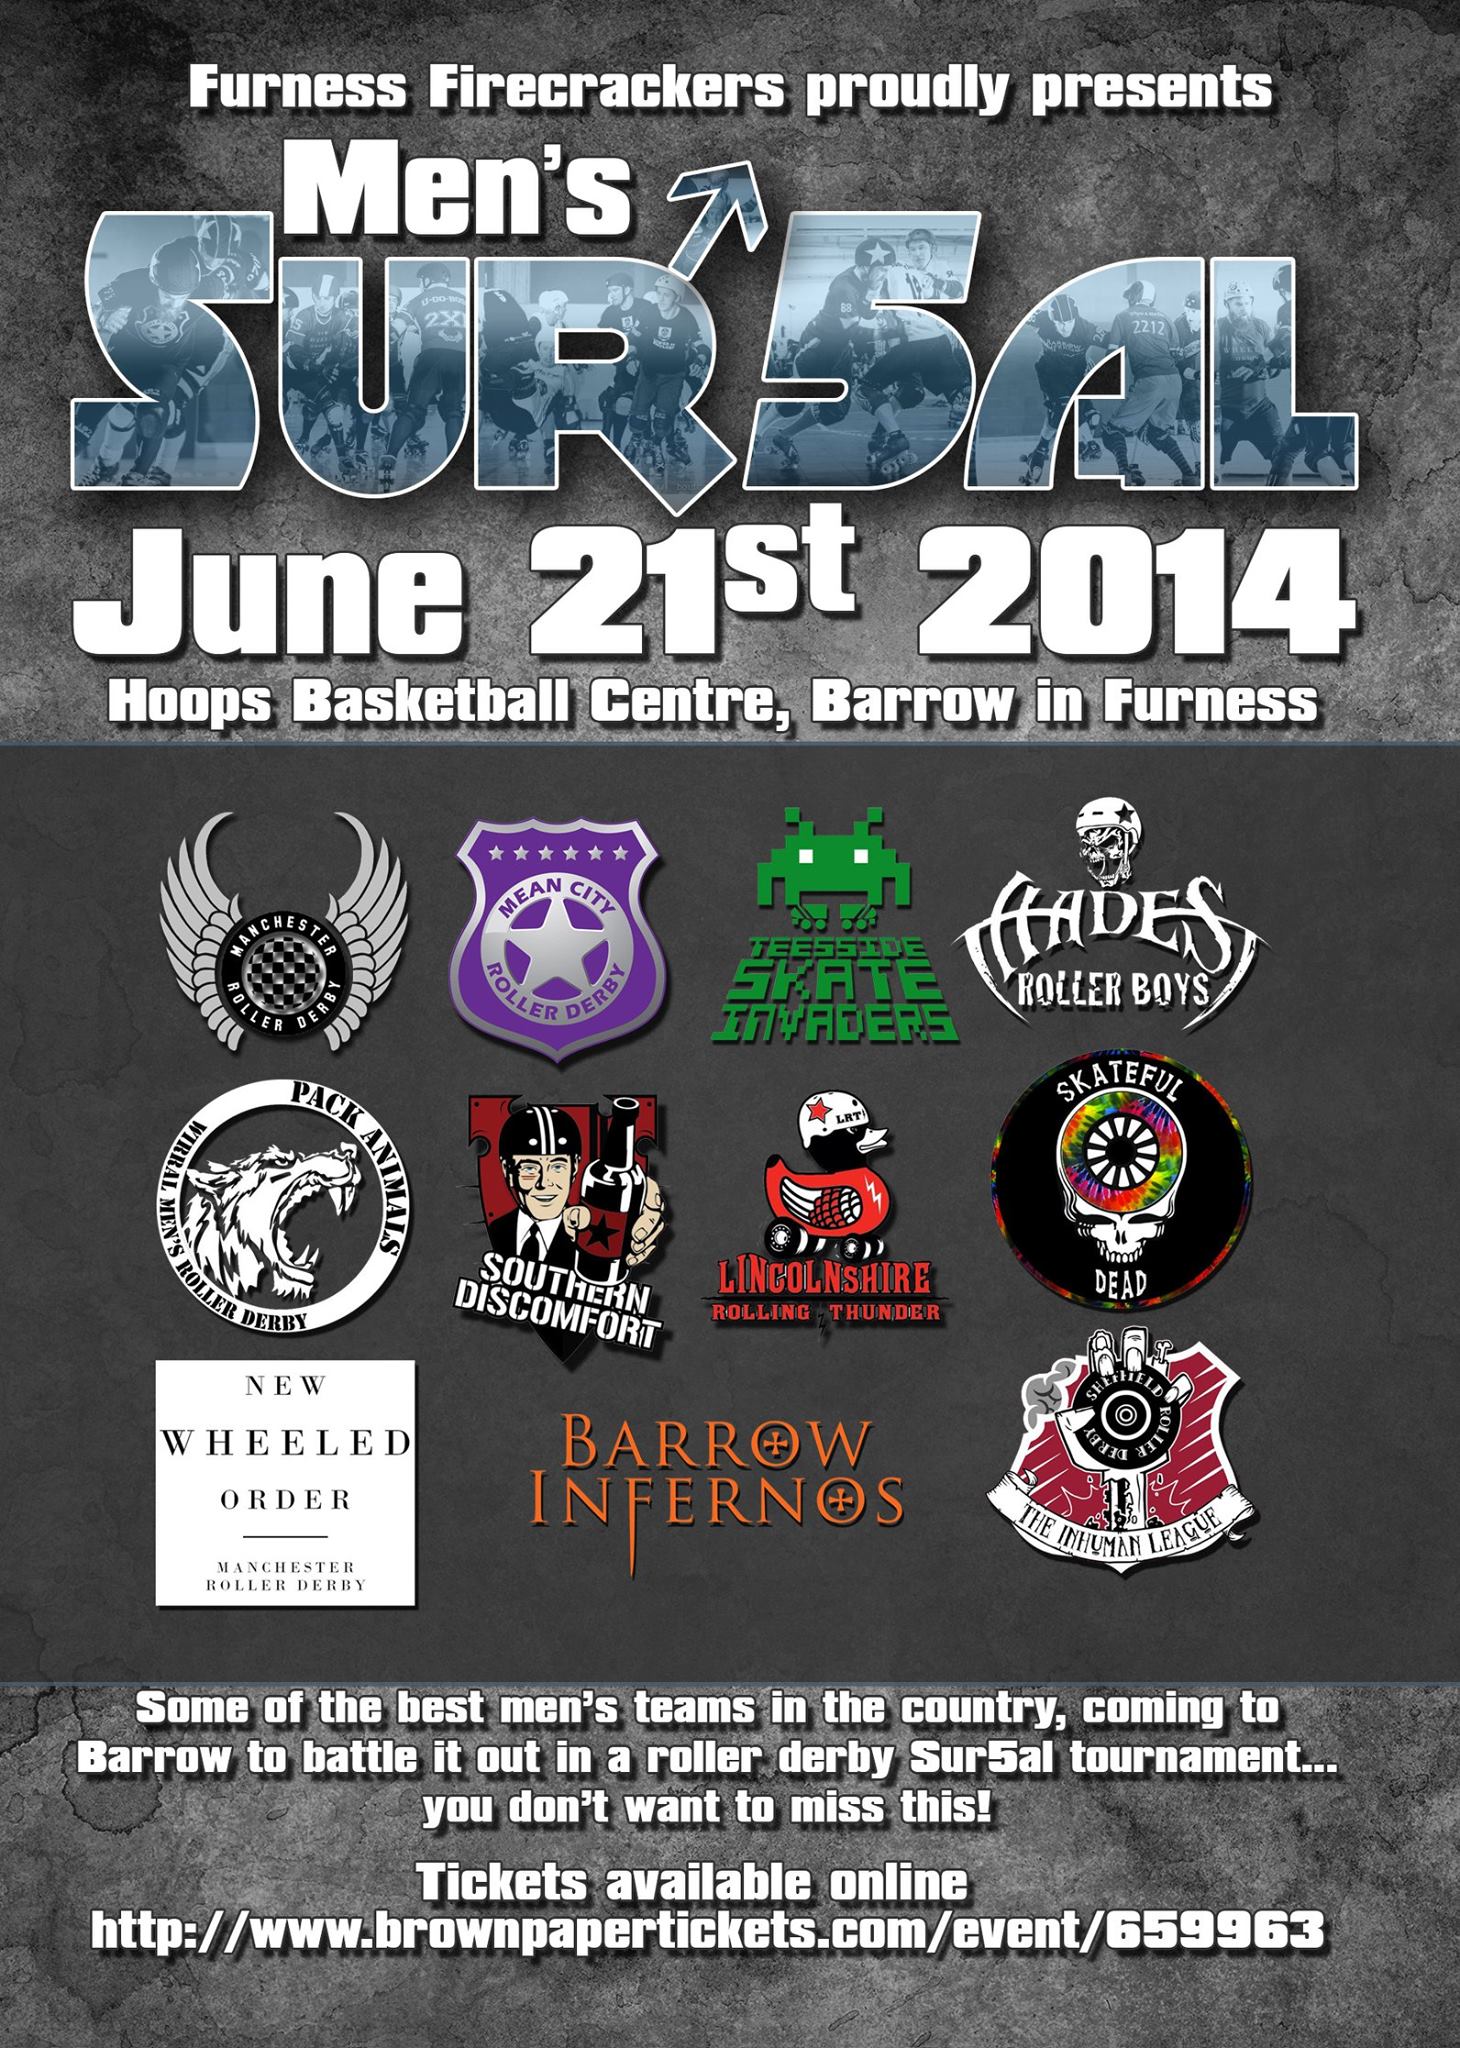 Furness Firecrackers proudly presents
Men's
SUR5AL
June 21st 2014
Hoops Basketball Centre, Barrow in Furness
MANCHESTER
ROLLER DERBY
MEAN CITY
ROLLER DERBY
TEESSIDE
SKATE
INVADERS
HADES
ROLLER BOYS
PACK ANIMALS
WIRRAL MEN'S ROLLER DERBY
SOUTHERN
DISCOMFORT
LRT
LINCOLNSHIRE
ROLLING THUNDER
SKATEFUL
DEAD
NEW
WHEELED
ORDER
MANCHESTER
ROLLER DERBY
BARROW
INFERNOS
SHEFFIELD ROLLER DERBY
THE INHUMAN LEAGUE
Some of the best men's teams in the country, coming to
Barrow to battle it out in a roller derby Sur5al tournament...
you don't want to miss this!
Tickets available online
http://www.brownpapertickets.com/event/659963